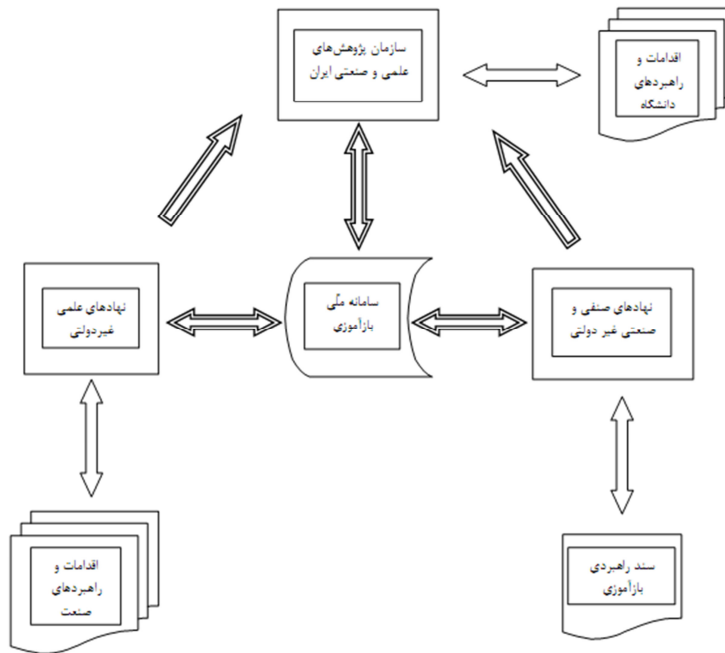 سازمان پژوهش‌های
علمی و صنعتی ایران
اقدامات و
راهبردهای
دانشگاه
نهادهای صنفی و
صنعتی غیر دولتی
سامانه ملّی
بازآموزی
نهادهای علمی
غیردولتی
سند راهبردی
بازآموزی
اقدامات و
راهبردهای
صنعت